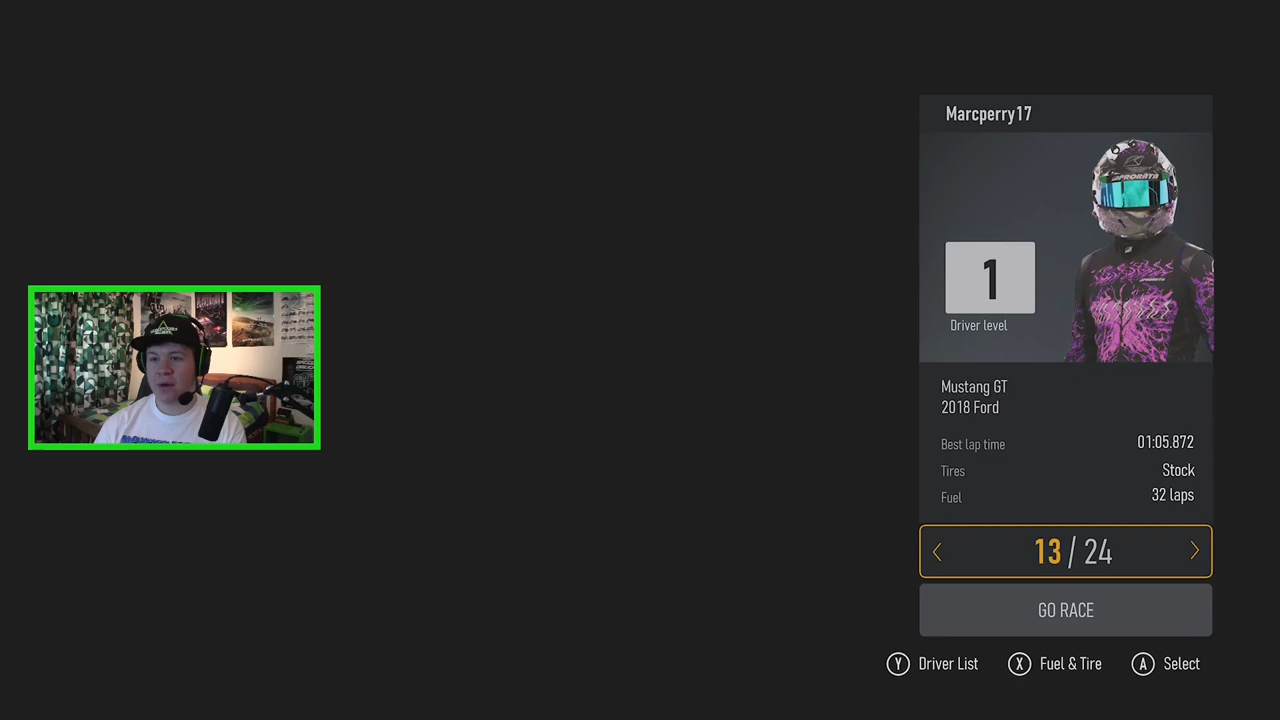 Marcperry17
PRORATA
1
Driver level
Mustang GT
2018 Ford
Best lap time 01:05.872
Tires Stock
Fuel 32 laps
13 / 24
GO RACE
Y Driver List X Fuel & Tire A Select